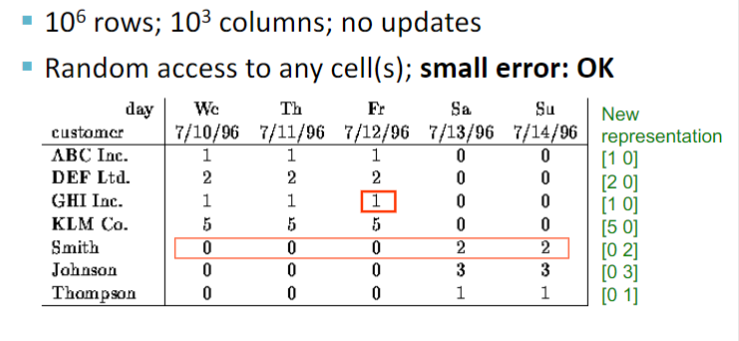 10⁶ rows; 10³ columns; no updates
Random access to any cell(s); small error: OK
day We Th Fr Sa Su New
customer 7/10/96 7/11/96 7/12/96 7/13/96 7/14/96 representation
ABC Inc. 1 1 1 0 0 [1 0]
DEF Ltd. 2 2 2 0 0 [2 0]
GHI Inc. 1 1 1 0 0 [1 0]
KLM Co. 5 5 5 0 0 [5 0]
Smith 0 0 0 2 2 [0 2]
Johnson 0 0 0 3 3 [0 3]
Thompson 0 0 0 1 1 [0 1]